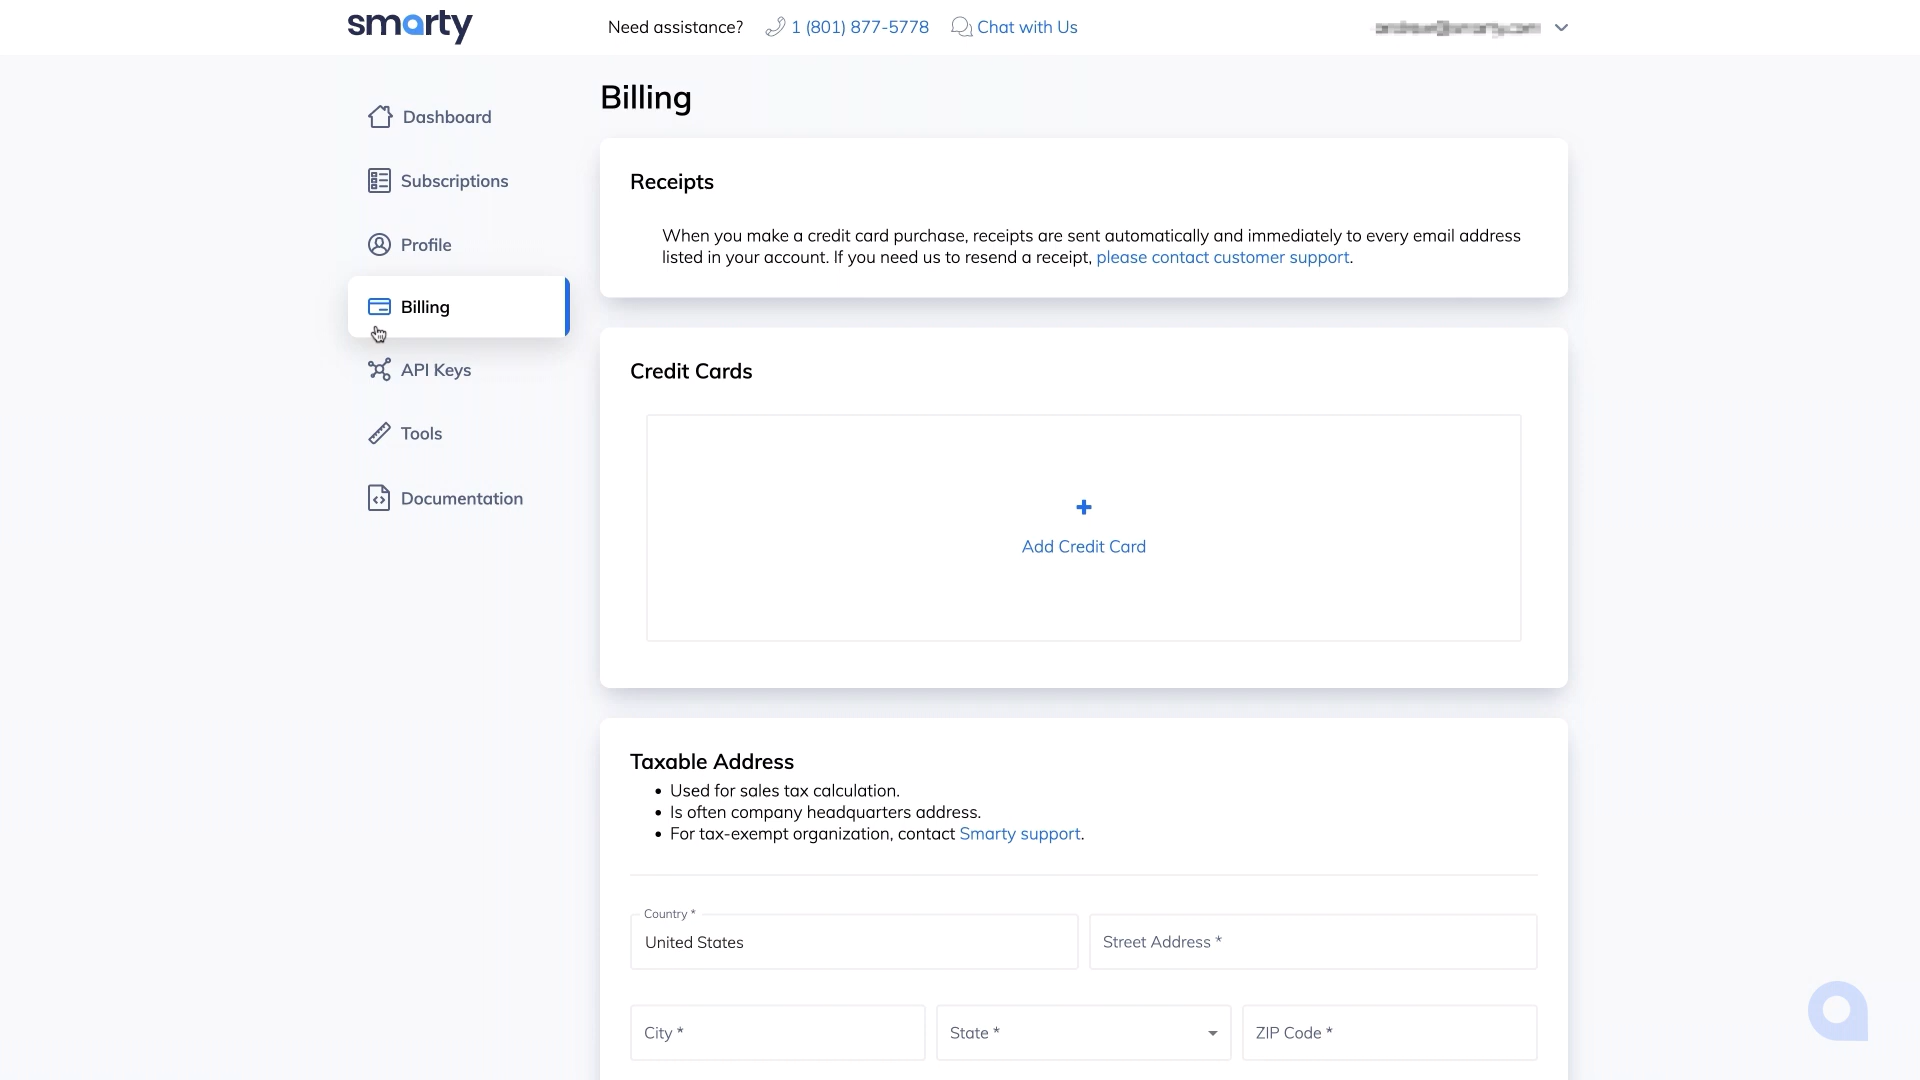 smarty
Need assistance? 1 (801) 877-5778 Chat with Us
Dashboard
Subscriptions
Profile
Billing
API Keys
Tools
Documentation
Billing
Receipts
When you make a credit card purchase, receipts are sent automatically and immediately to every email address
listed in your account. If you need us to resend a receipt, please contact customer support.
Credit Cards
Add Credit Card
Taxable Address
• Used for sales tax calculation.
• Is often company headquarters address.
• For tax-exempt organization, contact Smarty support.
Country *
United States
Street Address *
City *
State *
ZIP Code *